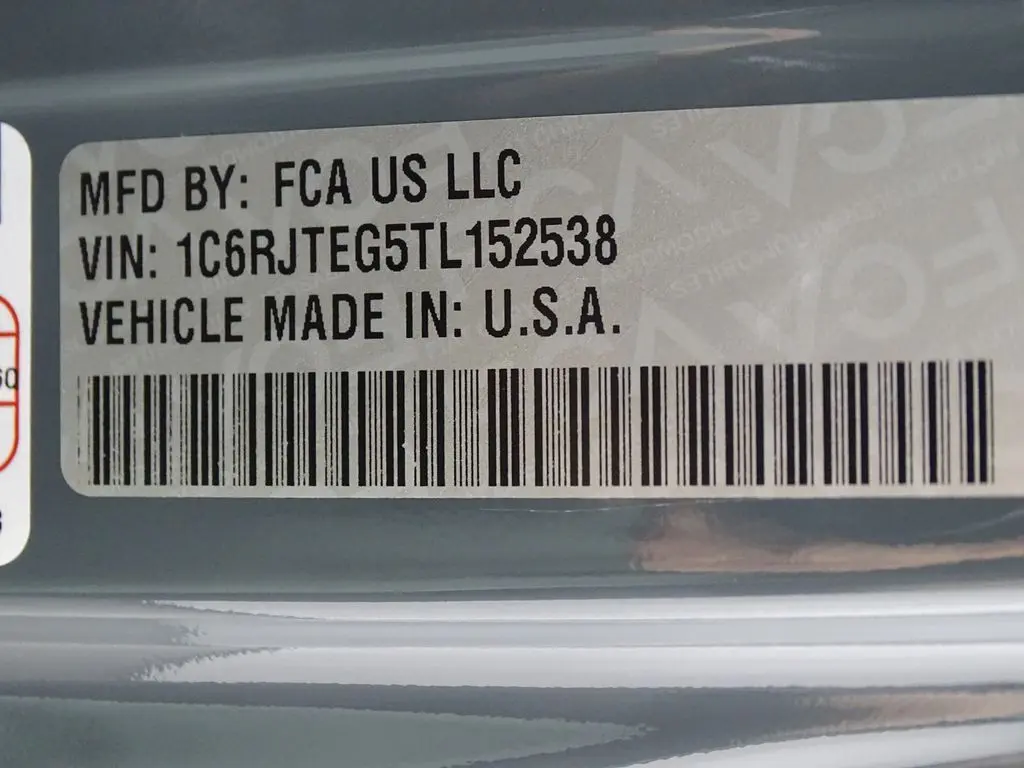 MFD BY: FCA US LLC
VIN: 1C6RJTEG5TL152538
VEHICLE MADE IN: U.S.A.